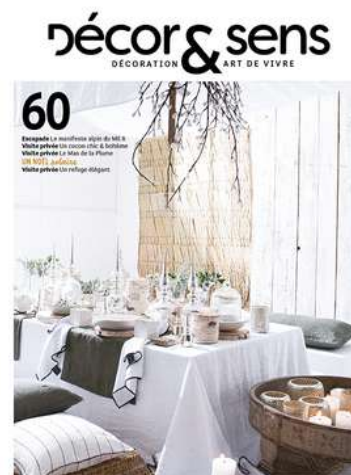 Décor & sens
DÉCORATION ART DE VIVRE
60
Escapade Le manifeste alpin du Mil 8
Visite privée Un cocon chic & bohème
Visite privée Le Mas de la Plume
UN NOËL polaire
Visite privée Un refuge élégant